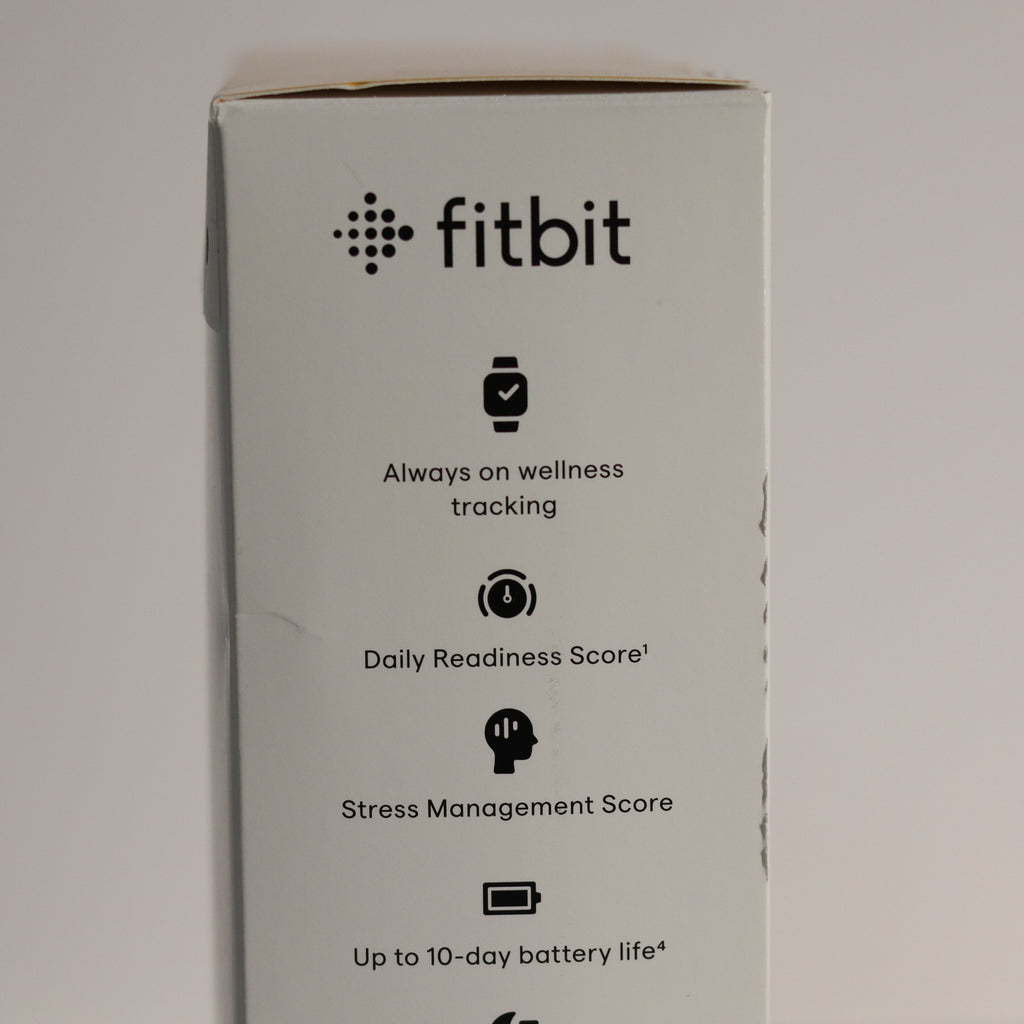 fitbit
Always on wellness
tracking
Daily Readiness Score¹
Stress Management Score
Up to 10-day battery life⁴